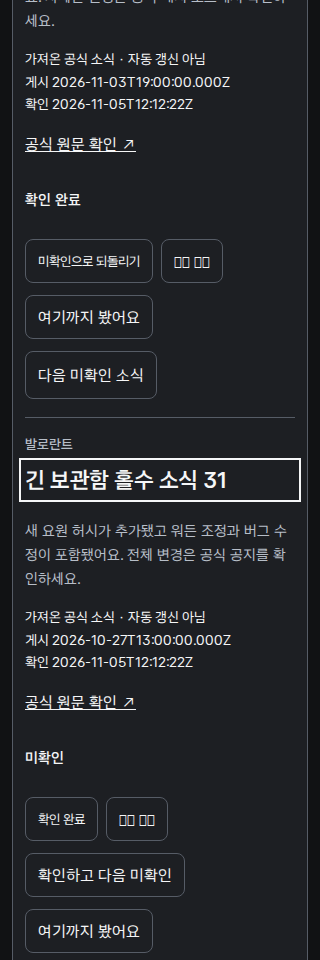 세요.
가져온 공식 소식 · 자동 갱신 아님
게시 2026-11-03T19:00:00.000Z
확인 2026-11-05T12:12:22Z
공식 원문 확인 ↗
확인 완료
미확인으로 되돌리기
여기까지 봤어요
다음 미확인 소식
발로란트
긴 보관함 홀수 소식 31
새 요원 허시가 추가됐고 워든 조정과 버그 수
정이 포함됐어요. 전체 변경은 공식 공지를 확
인하세요.
가져온 공식 소식 · 자동 갱신 아님
게시 2026-10-27T13:00:00.000Z
확인 2026-11-05T12:12:22Z
공식 원문 확인 ↗
미확인
확인 완료
확인하고 다음 미확인
여기까지 봤어요